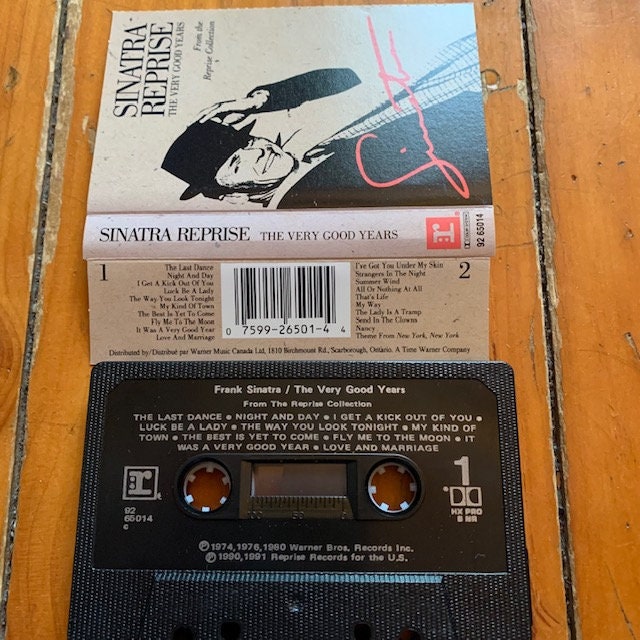 SINATRA
REPRISE
THE VERY GOOD YEARS
From the
Reprise Collection
Sinatra
SINATRA REPRISE THE VERY GOOD YEARS
r
92 65014
1
The Last Dance
Night And Day
I Get A Kick Out Of You
Luck Be A Lady
The Way You Look Tonight
My Kind Of Town
The Best Is Yet To Come
Fly Me To The Moon
It Was A Very Good Year
Love And Marriage
0 7599-26501-4 4
I've Got You Under My Skin
Strangers In The Night
Summer Wind
All Or Nothing At All
That's Life
My Way
The Lady Is A Tramp
Send In The Clowns
Nancy
Theme From New York, New York
2
Distributed by/Distribué par Warner Music Canada Ltd, 1810 Birchmount Rd., Scarborough, Ontario. A Time Warner Company
Frank Sinatra / The Very Good Years
From The Reprise Collection
THE LAST DANCE • NIGHT AND DAY • I GET A KICK OUT OF YOU •
LUCK BE A LADY • THE WAY YOU LOOK TONIGHT • MY KIND OF
TOWN • THE BEST IS YET TO COME • FLY ME TO THE MOON • IT
WAS A VERY GOOD YEAR • LOVE AND MARRIAGE
r
92
65014
c
1
HX PRO
B NR
℗1974,1978,1980 Warner Bros. Records Inc.
℗1990,1991 Reprise Records for the U.S.